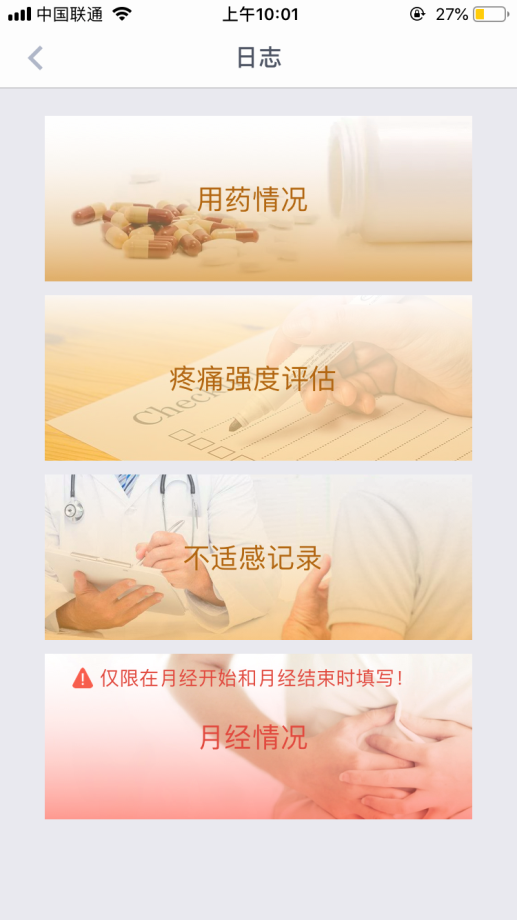 中国联通 上午10:01 27%
日志
用药情况
疼痛强度评估
Checks
不适感记录
仅限在月经开始和月经结束时填写！
月经情况